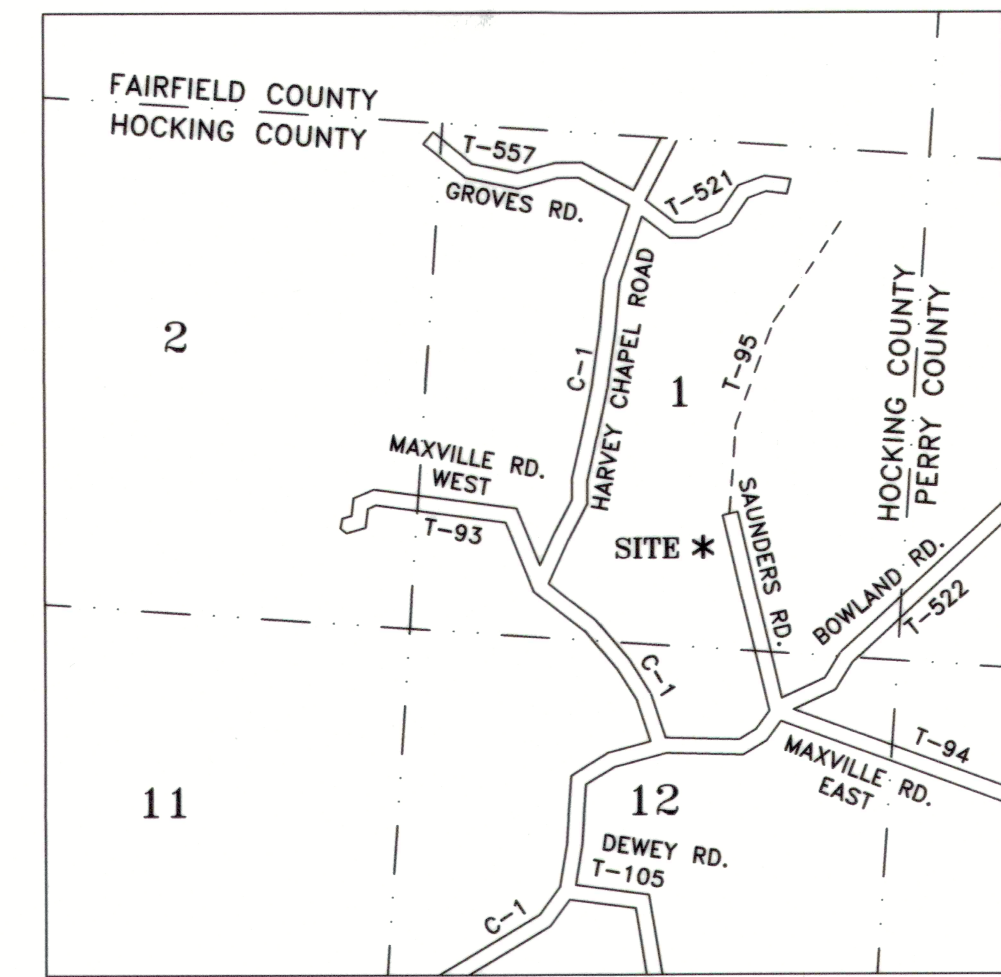 FAIRFIELD COUNTY
HOCKING COUNTY
T-557
GROVES RD.
T-521
2
C-1
HARVEY CHAPEL ROAD
1
T-95
HOCKING COUNTY
PERRY COUNTY
MAXVILLE RD.
WEST
T-93
SITE *
SAUNDERS RD.
BOWLAND RD.
T-522
C-1
T-94
MAXVILLE RD.
EAST
11
12
DEWEY RD.
T-105
C-1